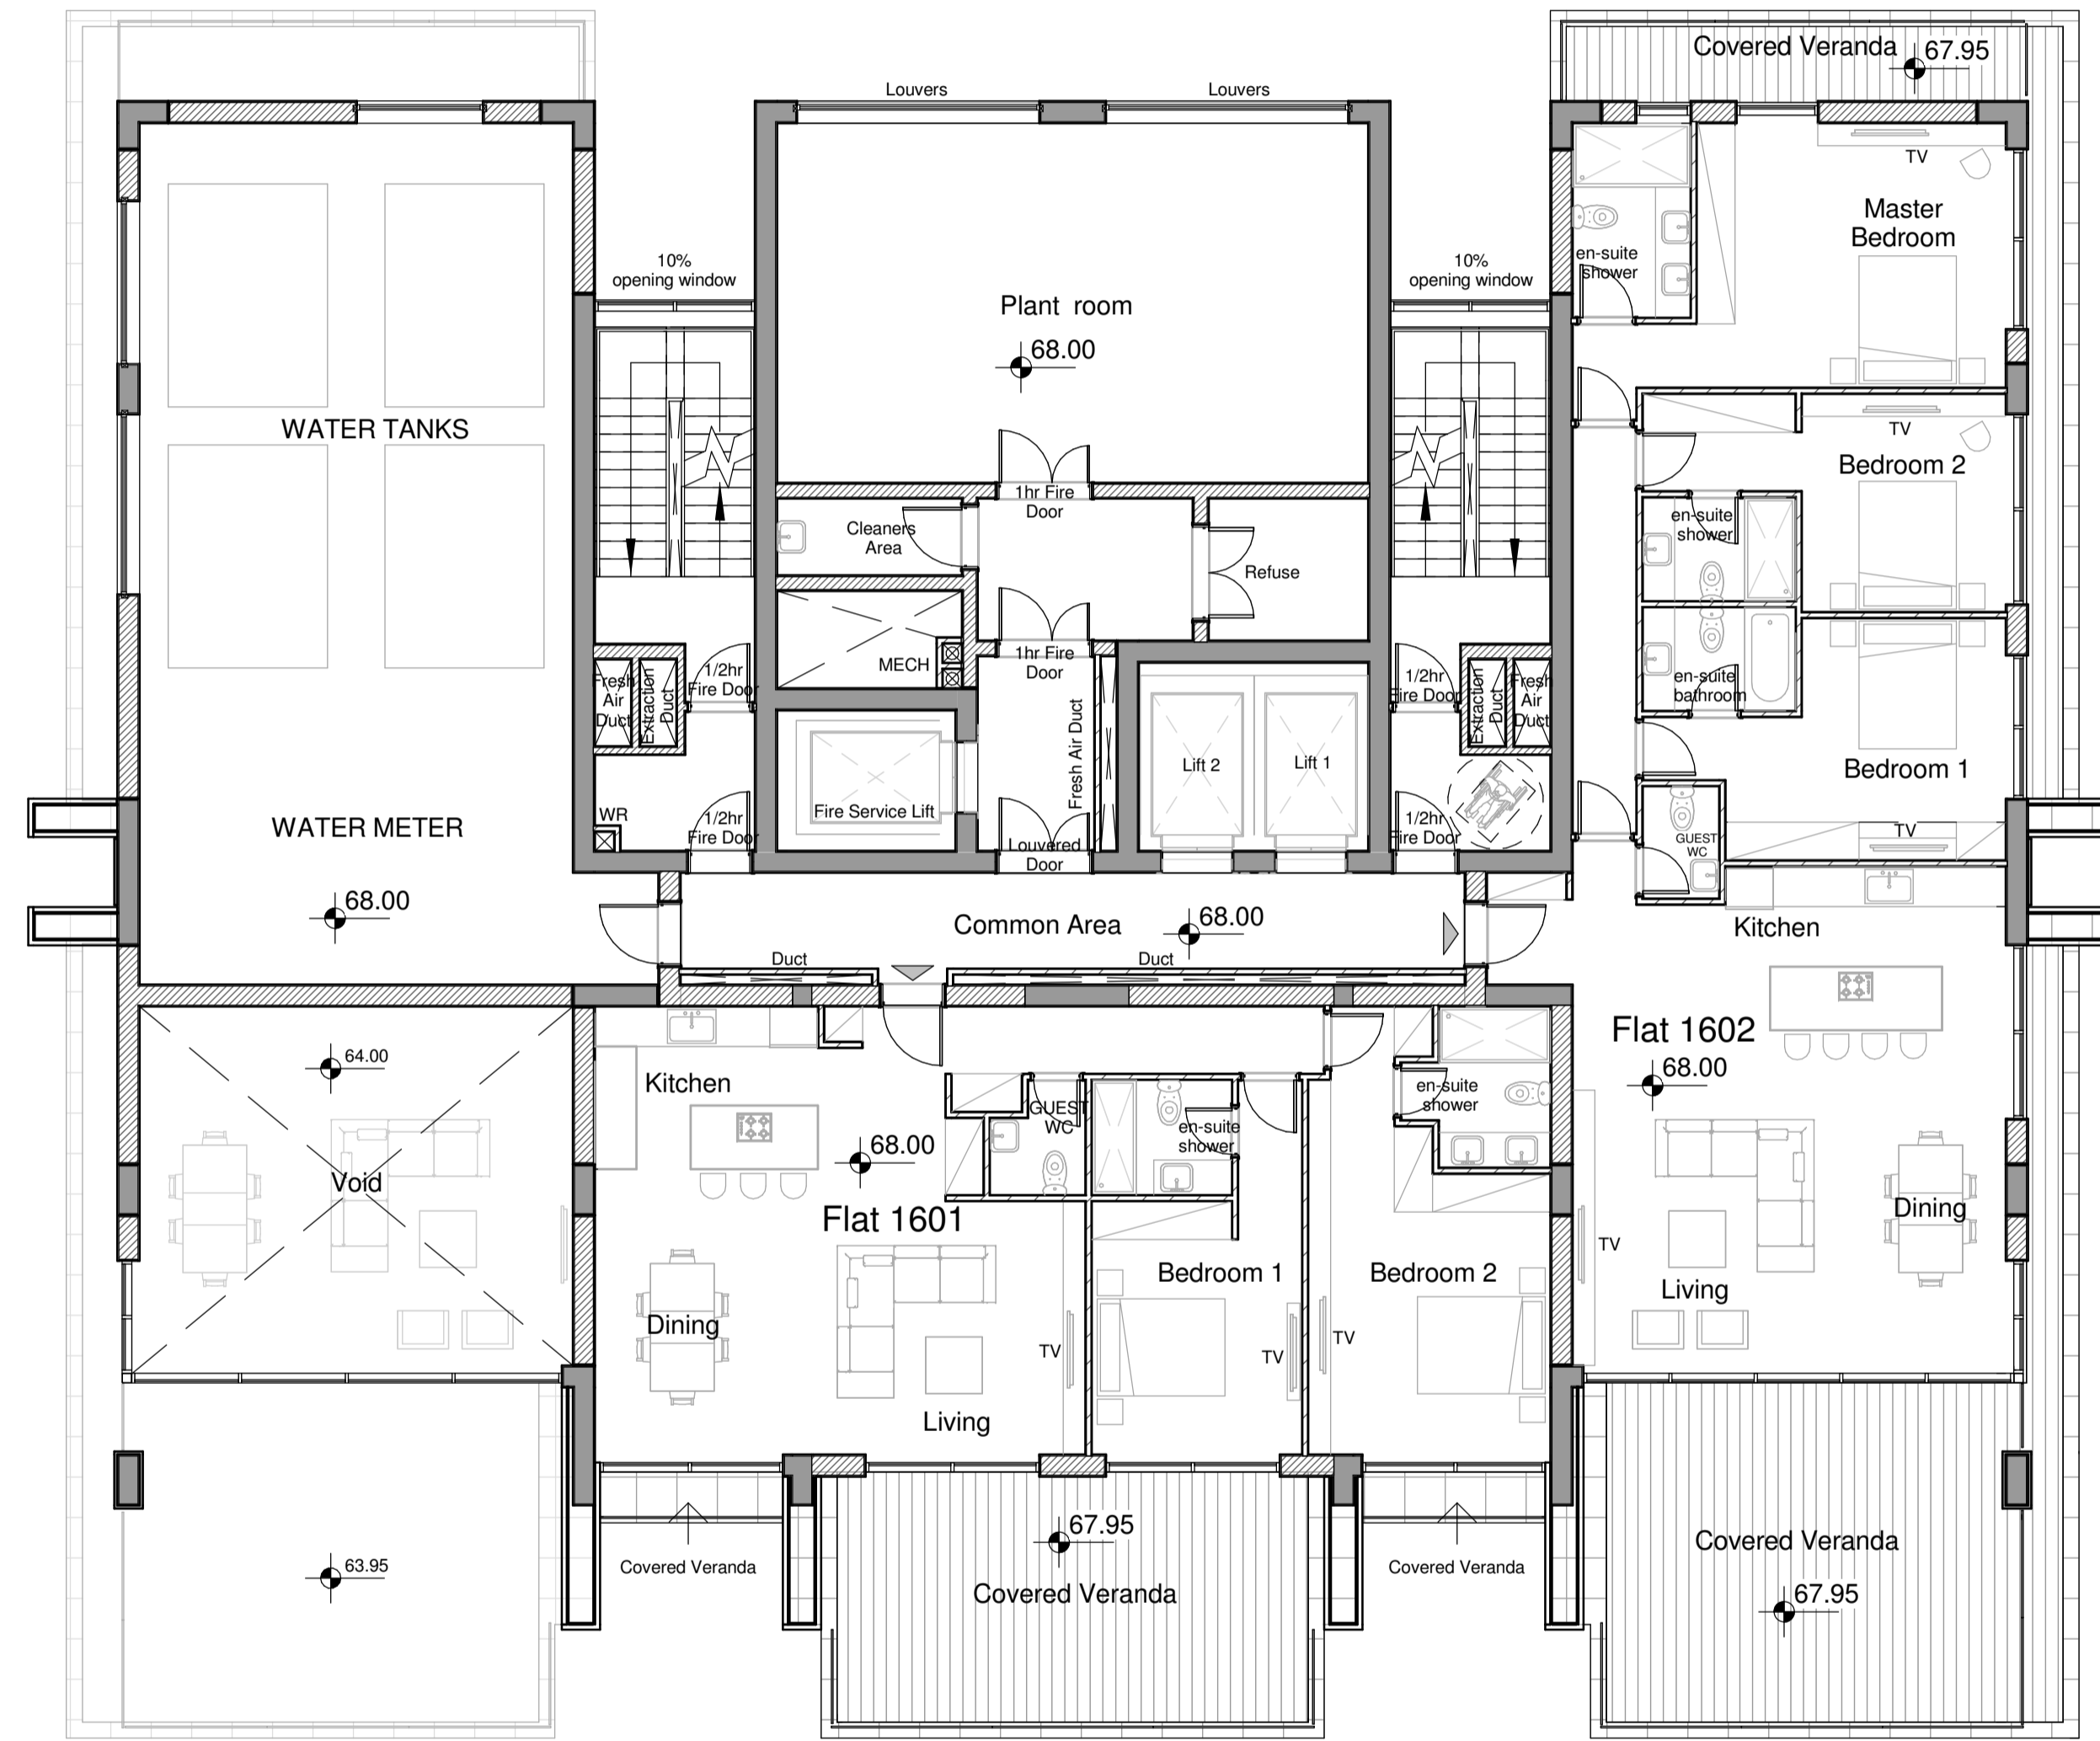 Covered Veranda
67.95
Louvers
Louvers
TV
Master
Bedroom
en-suite
shower
10%
opening window
10%
opening window
Plant room
68.00
WATER TANKS
TV
Bedroom 2
1hr Fire
Door
Cleaners
Area
en-suite
shower
Refuse
MECH
1hr Fire
Door
1/2hr
Fire Door
1/2hr
Fire Door
Fresh
Air
Duct
Extraction
Duct
Extraction
Duct
Fresh
Air
Duct
en-suite
bathroom
Fresh Air Duct
Lift 2
Lift 1
Bedroom 1
Fire Service Lift
WR
1/2hr
Fire Door
1/2hr
Fire Door
WATER METER
Louvered
Door
TV
GUEST
WC
68.00
Common Area
68.00
Kitchen
Duct
Duct
Flat 1602
68.00
64.00
Kitchen
en-suite
shower
GUEST
WC
en-suite
shower
68.00
Void
Flat 1601
Dining
TV
Bedroom 1
Bedroom 2
Living
Dining
TV
TV
TV
Living
67.95
Covered Veranda
Covered Veranda
Covered Veranda
Covered Veranda
63.95
67.95